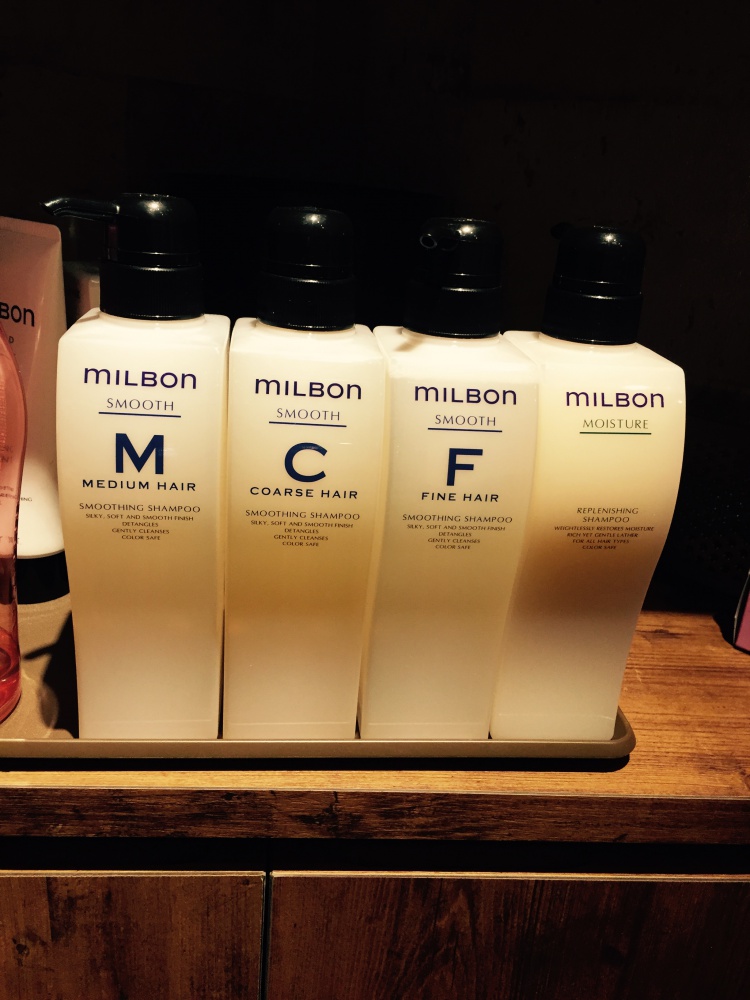 BON
milbon
SMOOTH
M
MEDIUM HAIR
SMOOTHING SHAMPOO
SILKY, SOFT AND SMOOTH FINISH
DETANGLES
GENTLY CLEANSES
COLOR SAFE
milbon
SMOOTH
C
COARSE HAIR
SMOOTHING SHAMPOO
SILKY, SOFT AND SMOOTH FINISH
DETANGLES
GENTLY CLEANSES
COLOR SAFE
milbon
SMOOTH
F
FINE HAIR
SMOOTHING SHAMPOO
SILKY, SOFT AND SMOOTH FINISH
DETANGLES
GENTLY CLEANSES
COLOR SAFE
milbon
MOISTURE
REPLENISHING
SHAMPOO
WEIGHTLESSLY RESTORES MOISTURE
RICH YET GENTLE LATHER
FOR ALL HAIR TYPES
COLOR SAFE